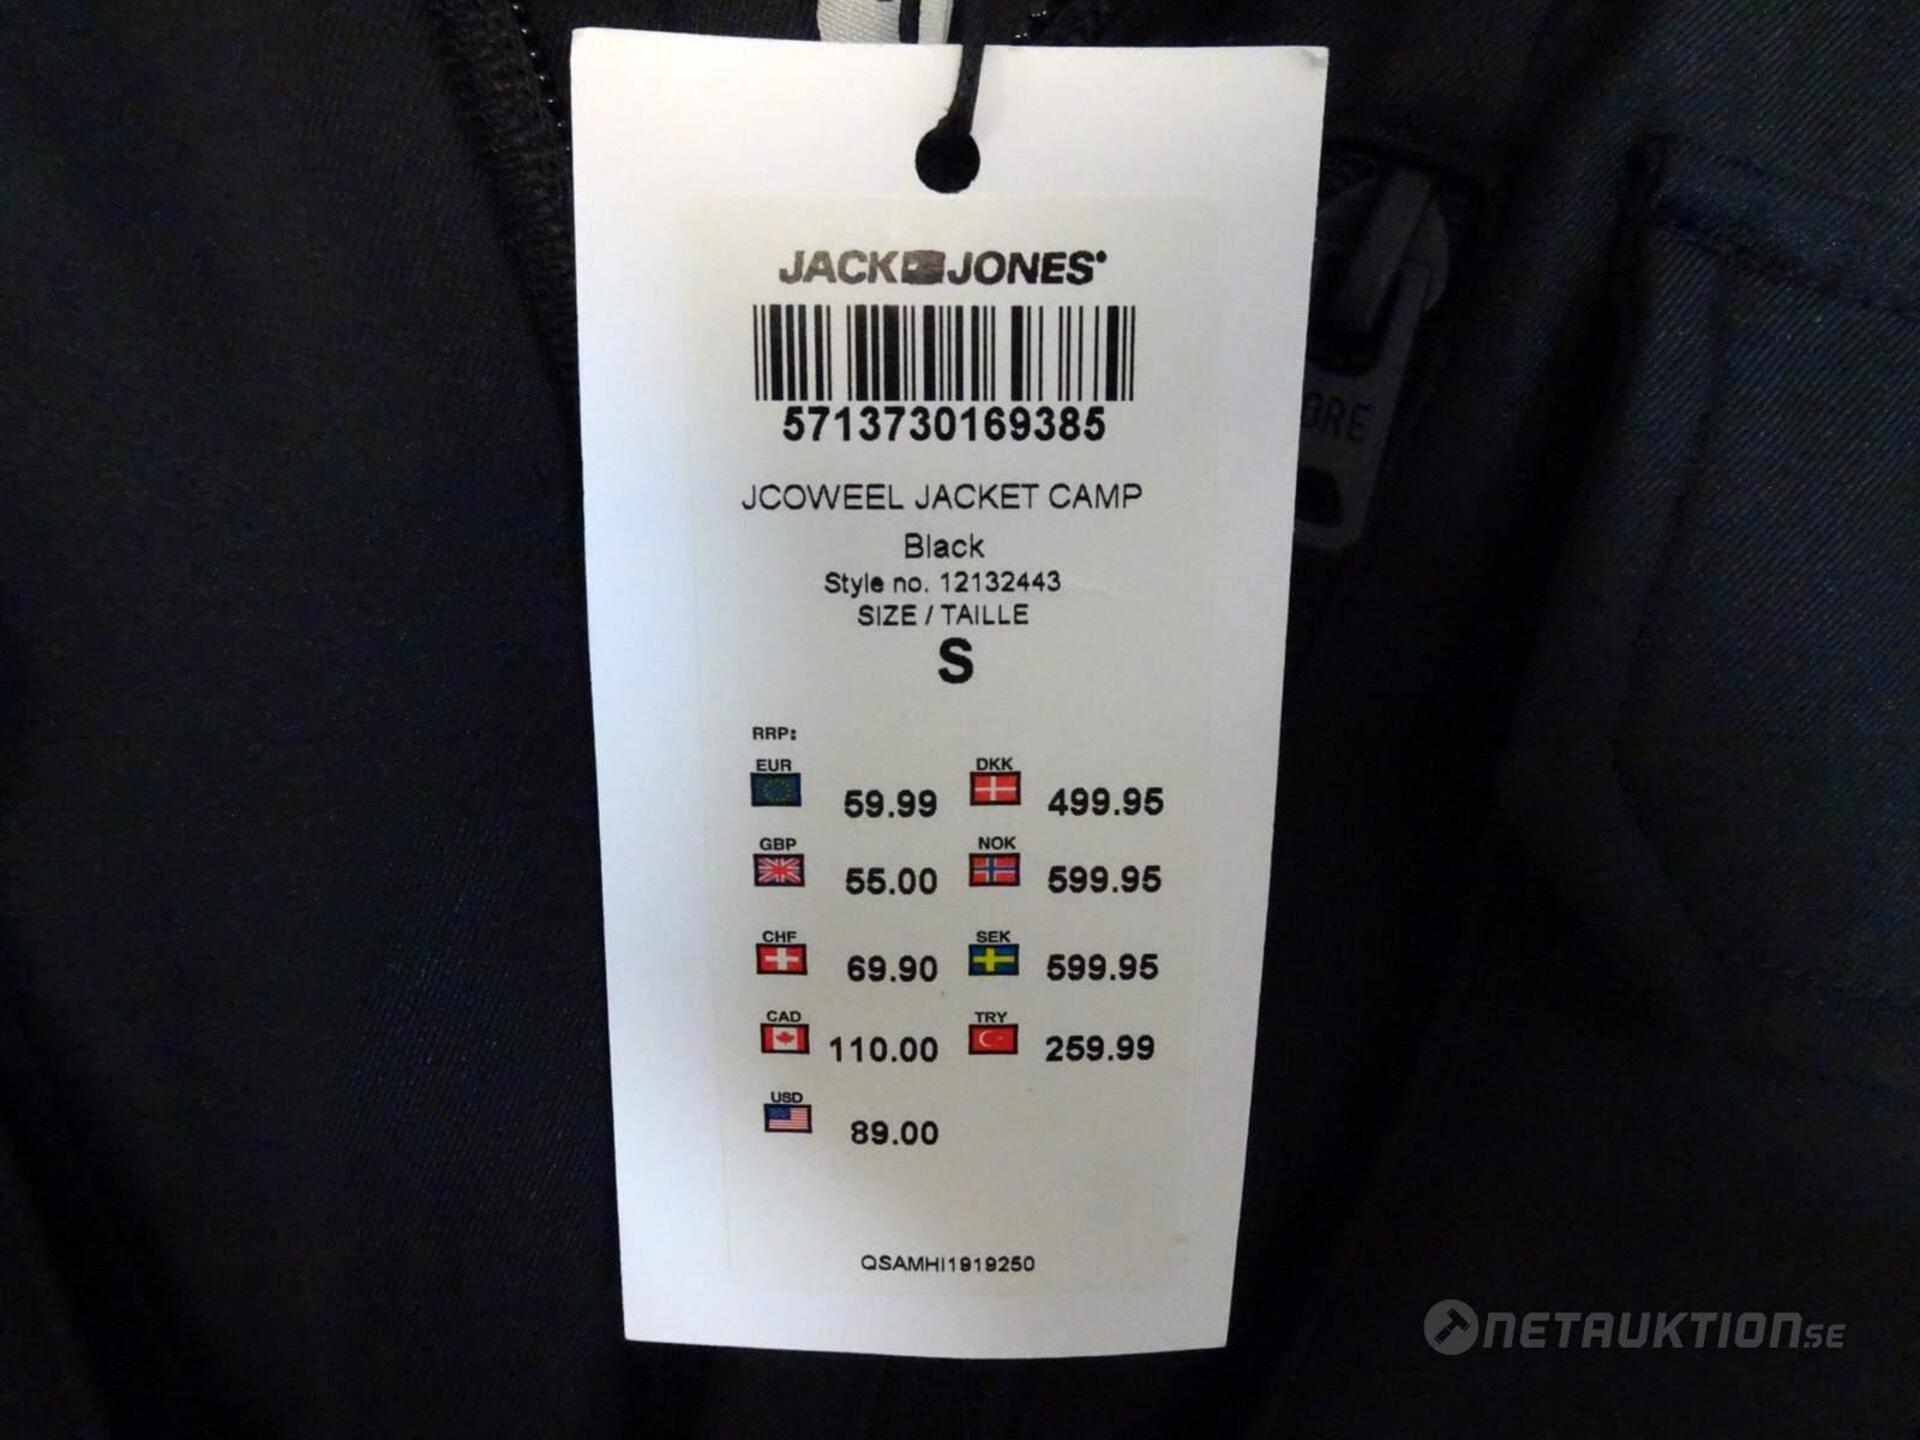 JACK JONES
5713730169385
JCOWEEL JACKET CAMP
Black
Style no. 12132443
SIZE / TAILLE
S
RRP:
EUR 59.99 DKK 499.95
GBP 55.00 NOK 599.95
CHF 69.90 SEK 599.95
CAD 110.00 TRY 259.99
USD 89.00
QSAMHI1919250
NETAUKTION.SE